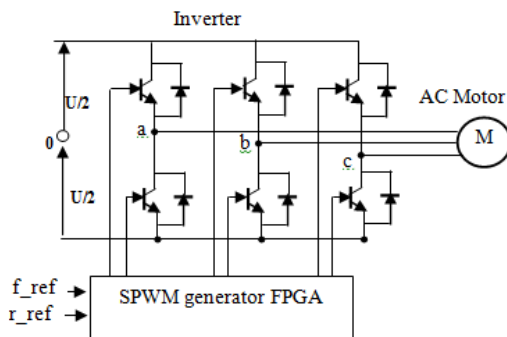 Inverter
U/2
AC Motor
a
0
b
M
c
U/2
f_ref
SPWM generator FPGA
r_ref